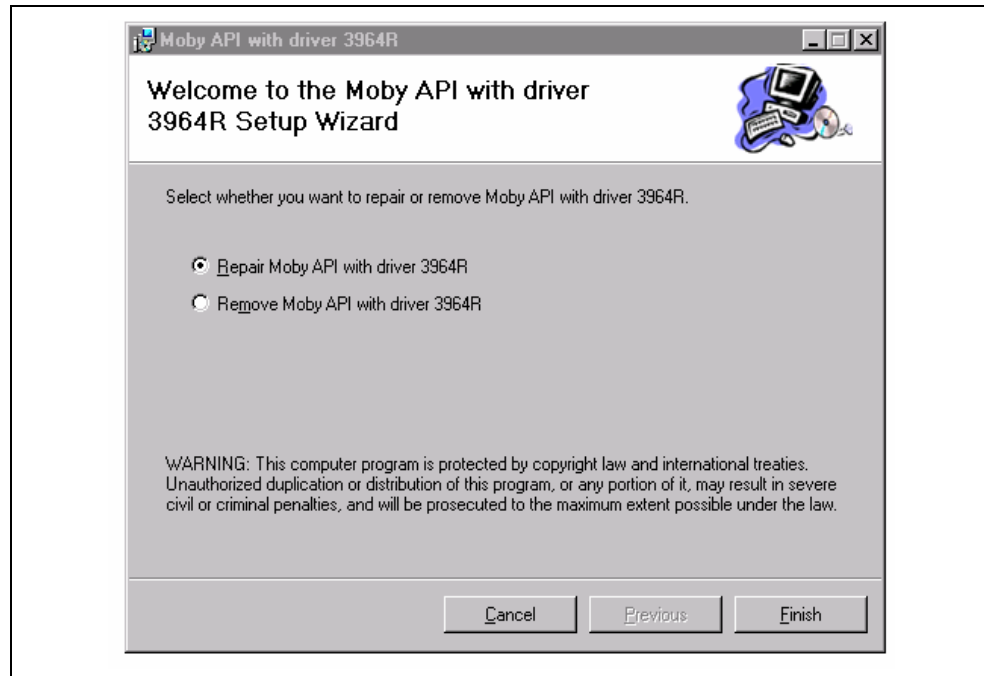 Moby API with driver 3964R
Welcome to the Moby API with driver
3964R Setup Wizard
Select whether you want to repair or remove Moby API with driver 3964R.
Repair Moby API with driver 3964R
Remove Moby API with driver 3964R
WARNING: This computer program is protected by copyright law and international treaties.
Unauthorized duplication or distribution of this program, or any portion of it, may result in severe
civil or criminal penalties, and will be prosecuted to the maximum extent possible under the law.
Cancel
Previous
Finish